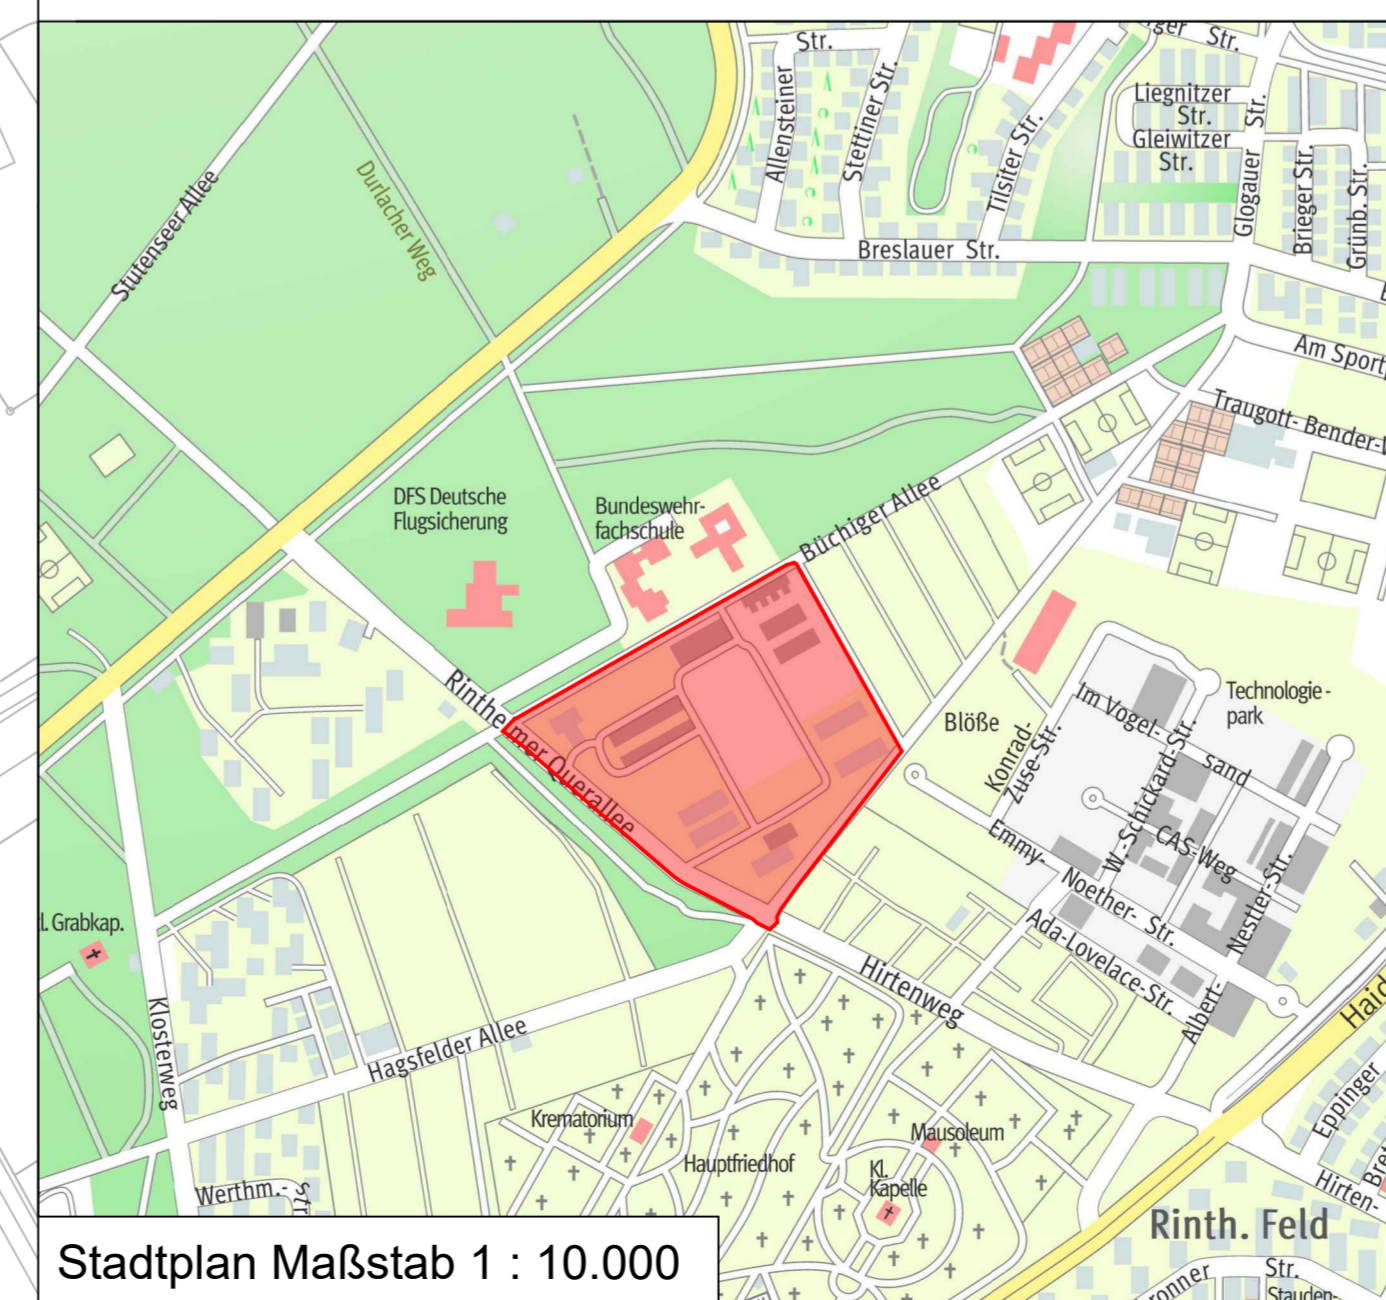 Str.
Allensteiner
Stettiner Str.
Tilsiter Str.
Str.
Liegnitzer
Str.
Gleiwitzer
Str.
Glogauer Str.
Brieger Str.
Grünb. Str.
Breslauer Str.
Stutenseer Allee
Durlacher Weg
Am Sport
Traugott- Bender-
DFS Deutsche
Flugsicherung
Bundeswehr-
fachschule
Büchiger Allee
Rintheimer Querallee
Blöße
Konrad-
Zuse-Str.
Im Vogel-
sand
Technologie-
park
W.-Schickard-Str.
CAS-Weg
Emmy-
Noether- Str.
Ada-Lovelace-Str.
Nestler-Str.
Albert-
Haid
Hirtenweg
Grabkap.
Klosterweg
Hagsfelder Allee
Krematorium
Hauptfriedhof
Mausoleum
Kl.
Kapelle
Werthm.-
Str
Eppinger
Bret
Hirten-
Rinth. Feld
ronner
Str.
Stauden-
Stadtplan Maßstab 1 : 10.000